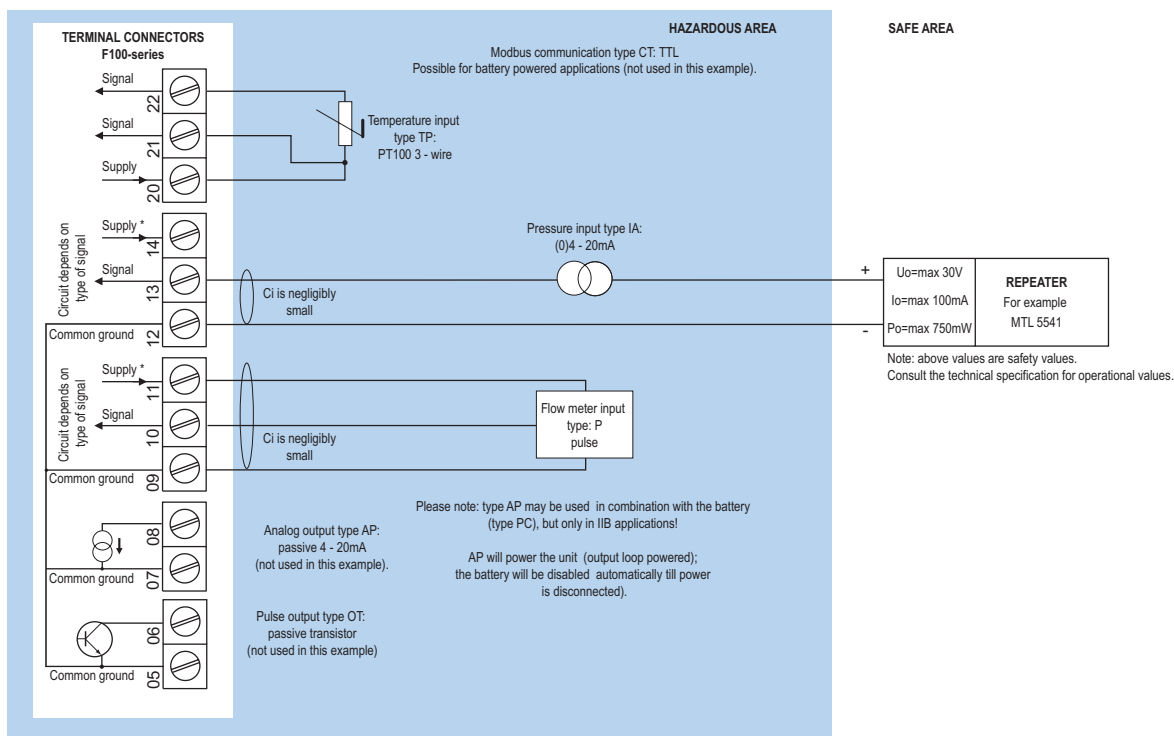 TERMINAL CONNECTORS
F100-series
HAZARDOUS AREA
SAFE AREA
Modbus communication type CT: TTL
Possible for battery powered applications (not used in this example).
Signal
22
Signal
21
Supply
20
Temperature input
type TP:
PT100 3 - wire
Circuit depends on
type of signal
Supply *
14
Signal
13
Common ground
12
Ci is negligibly
small
Pressure input type IA:
(0)4 - 20mA
+
-
Uo=max 30V
Io=max 100mA
Po=max 750mW
REPEATER
For example
MTL 5541
Note: above values are safety values.
Consult the technical specification for operational values.
Circuit depends on
type of signal
Supply *
11
Signal
10
Common ground
09
Ci is negligibly
small
Flow meter input
type: P
pulse
08
Common ground
07
Analog output type AP:
passive 4 - 20mA
(not used in this example).
Please note: type AP may be used in combination with the battery
(type PC), but only in IIB applications!
AP will power the unit (output loop powered);
the battery will be disabled automatically till power
is disconnected).
06
Common ground
05
Pulse output type OT:
passive transistor
(not used in this example)